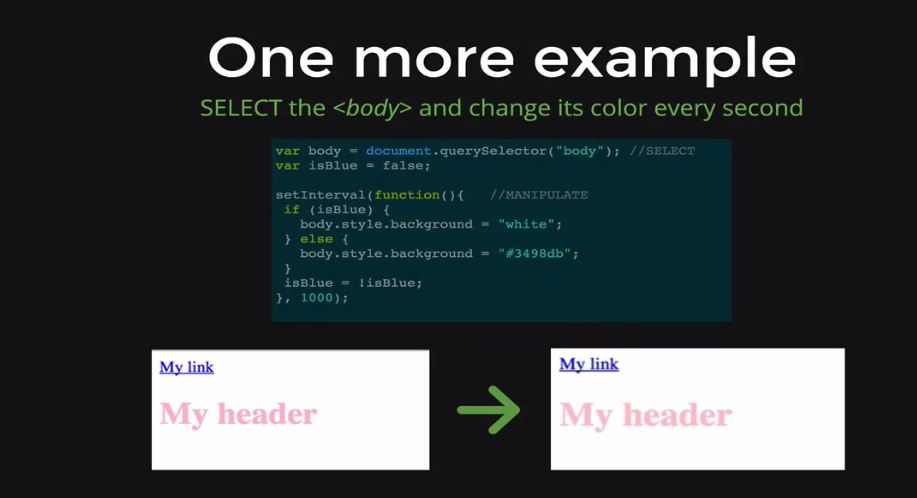 One more example
SELECT the <body> and change its color every second
var body = document.querySelector("body"); //SELECT
var isBlue = false;
setInterval(function(){ //MANIPULATE
if (isBlue) {
body.style.background = "white";
} else {
body.style.background = "#3498db";
}
isBlue = !isBlue;
}, 1000);
My link
My header
My link
My header